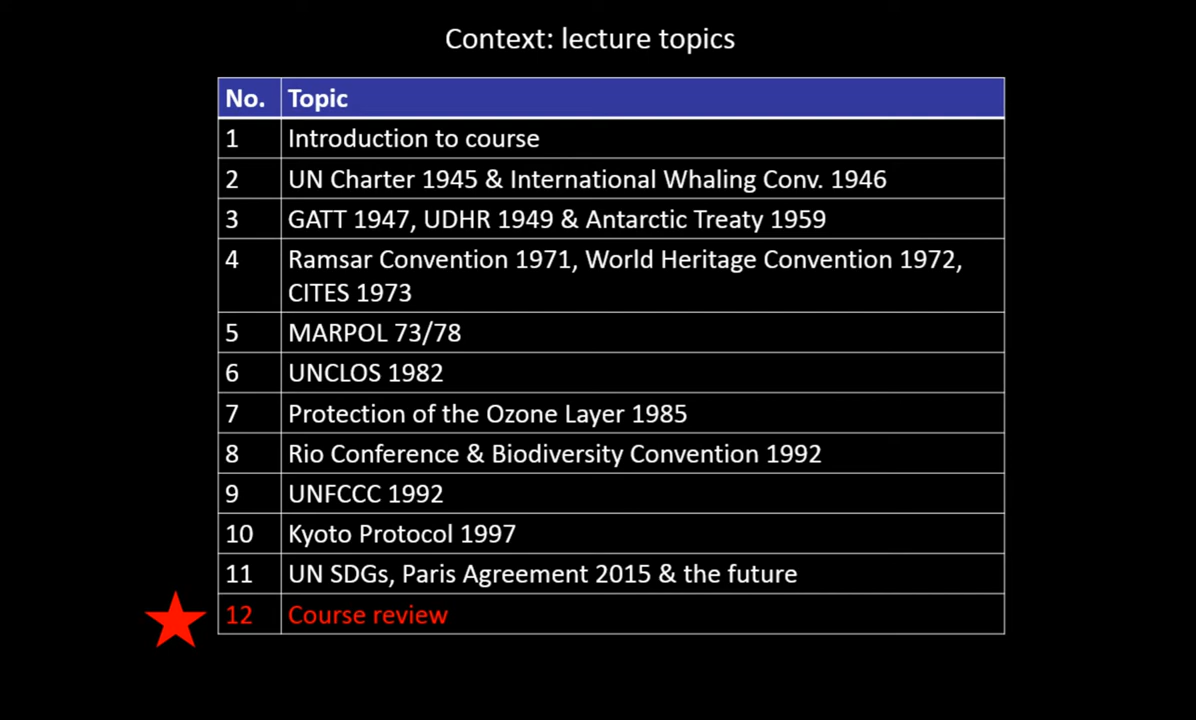 Context: lecture topics
No. Topic
1 Introduction to course
2 UN Charter 1945 & International Whaling Conv. 1946
3 GATT 1947, UDHR 1949 & Antarctic Treaty 1959
4 Ramsar Convention 1971, World Heritage Convention 1972,
CITES 1973
5 MARPOL 73/78
6 UNCLOS 1982
7 Protection of the Ozone Layer 1985
8 Rio Conference & Biodiversity Convention 1992
9 UNFCCC 1992
10 Kyoto Protocol 1997
11 UN SDGs, Paris Agreement 2015 & the future
12 Course review